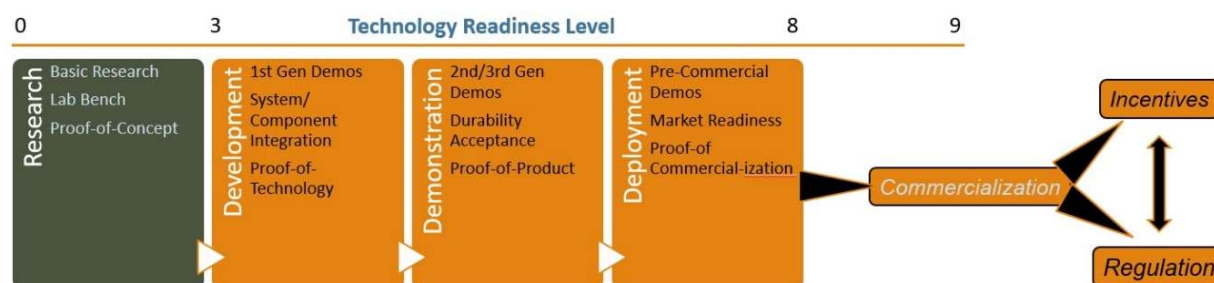 0 3 Technology Readiness Level 8 9
Research
Basic Research
Lab Bench
Proof-of-Concept
Development
1st Gen Demos
System/
Component
Integration
Proof-of-
Technology
Demonstration
2nd/3rd Gen
Demos
Durability
Acceptance
Proof-of-Product
Deployment
Pre-Commercial
Demos
Market Readiness
Proof of
Commercial-ization
Commercialization
Incentives
Regulation